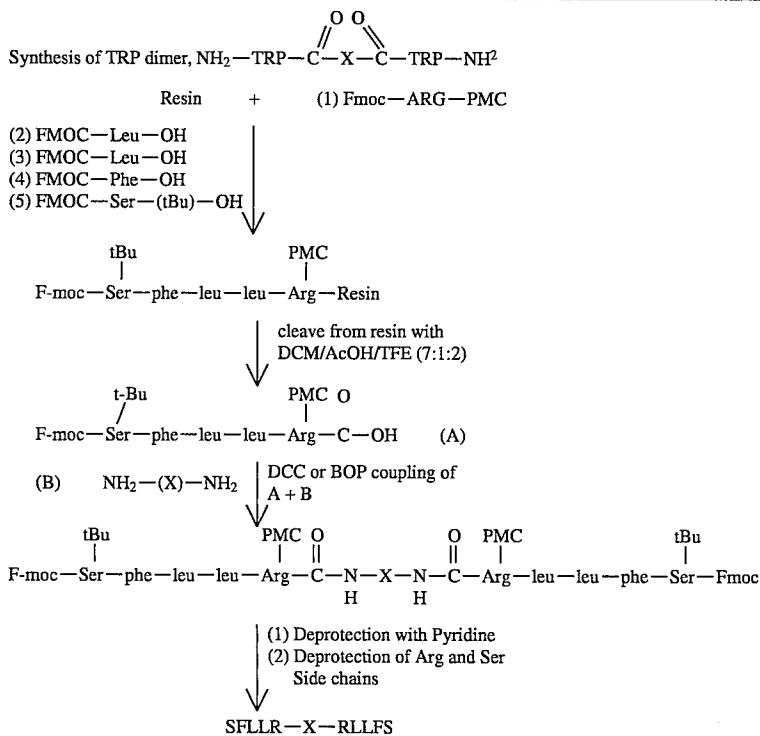 O O
Synthesis of TRP dimer, NH2—TRP—C—X—C—TRP—NH²
Resin + (1) Fmoc—ARG—PMC
(2) FMOC—Leu—OH
(3) FMOC—Leu—OH
(4) FMOC—Phe—OH
(5) FMOC—Ser—(tBu)—OH
tBu PMC
F-moc—Ser—phe—leu—leu—Arg—Resin
cleave from resin with
DCM/AcOH/TFE (7:1:2)
t-Bu PMC O
F-moc—Ser—phe—leu—leu—Arg—C—OH (A)
(B) NH2—(X)—NH2 DCC or BOP coupling of
A + B
tBu PMC O O PMC tBu
F-moc—Ser—phe—leu—leu—Arg—C—N—X—N—C—Arg—leu—leu—phe—Ser—Fmoc
H H
(1) Deprotection with Pyridine
(2) Deprotection of Arg and Ser
Side chains
SFLLR—X—RLLFS